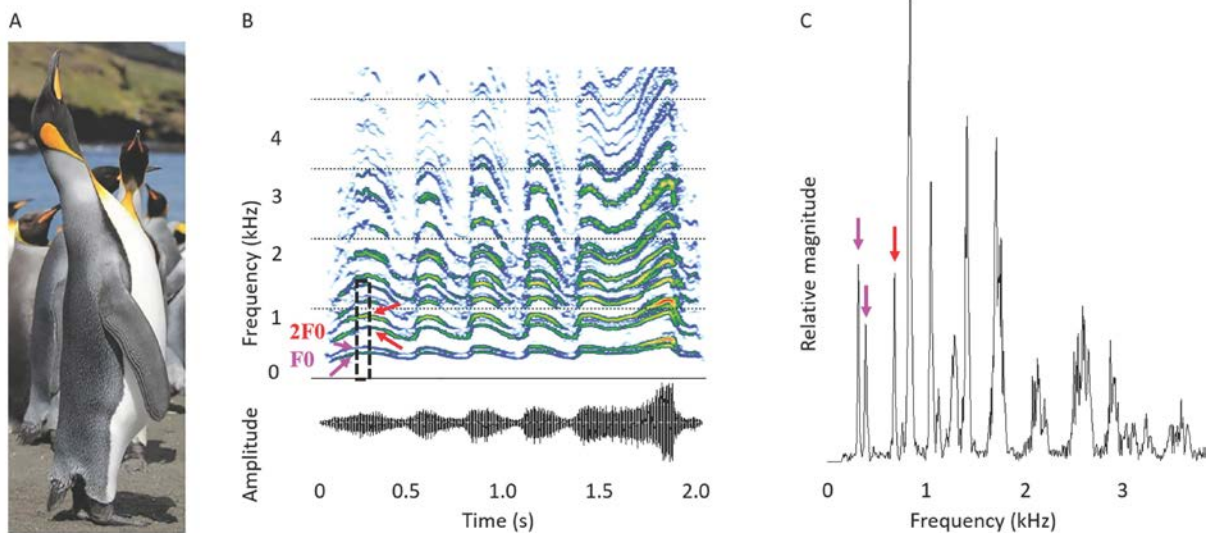 A
B
C
Frequency (kHz)
4
3
2
1
0
2F0
F0
Amplitude
0
0.5
1.0
1.5
2.0
Time (s)
Relative magnitude
0
1
2
3
Frequency (kHz)